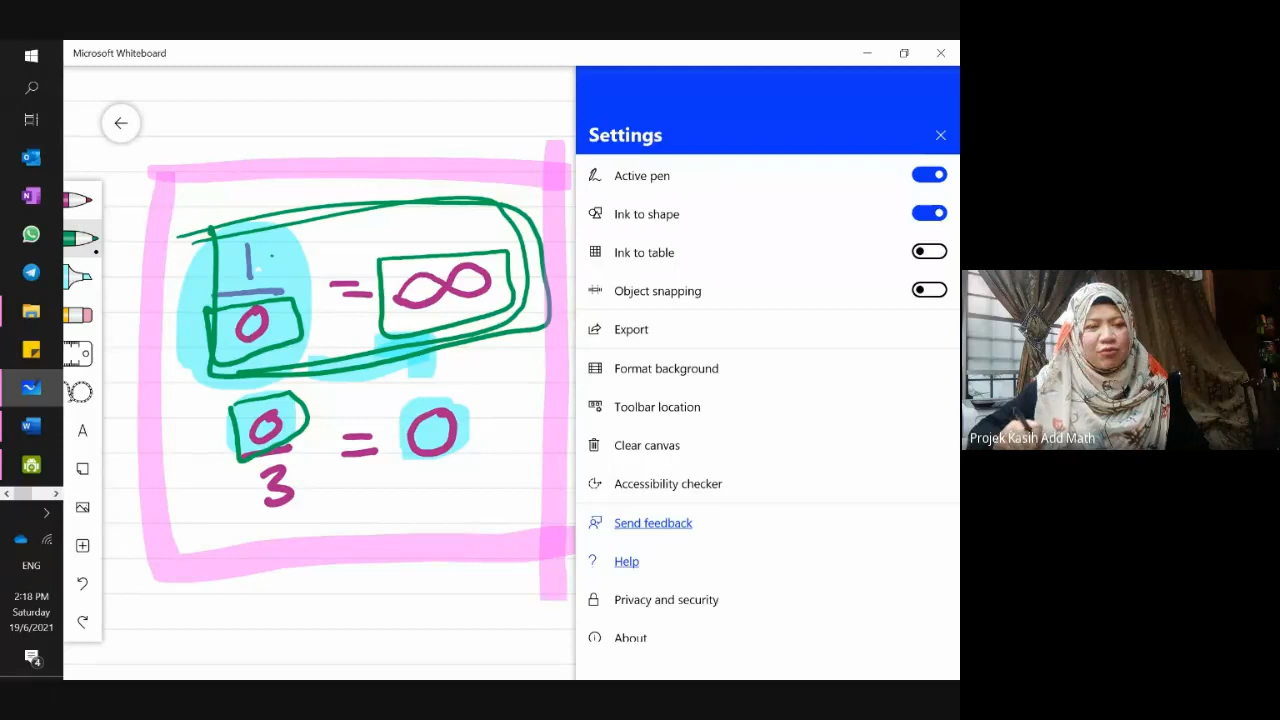 Microsoft Whiteboard
Settings
Active pen
Ink to shape
Ink to table
Object snapping
Export
Format background
Toolbar location
Clear canvas
Accessibility checker
Send feedback
Help
Privacy and security
About
1
0
= ∞
0
3
= 0
A
ENG
2:18 PM
Saturday
19/6/2021
4
Projek Kasih Add Math